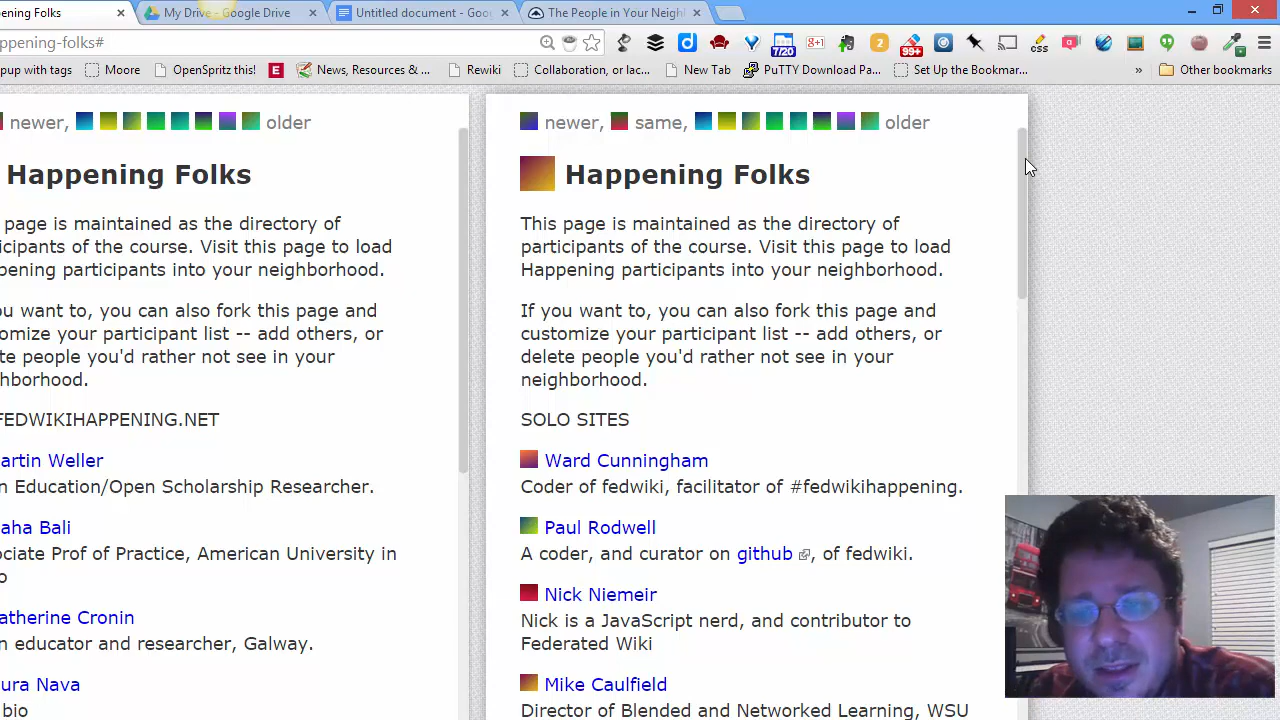 ppening Folks
My Drive - Google Drive
Untitled document - Goo
The People in Your Neigh
ppening-folks#
7/20
g+1
2
99+
css
popup with tags
Moore
OpenSpritz this!
E
News, Resources & ...
Rewiki
Collaboration, or lac...
New Tab
PuTTY Download Pa...
Set Up the Bookmar...
»
Other bookmarks
newer, older
Happening Folks
page is maintained as the directory of
icipants of the course. Visit this page to load
pening participants into your neighborhood.
ou want to, you can also fork this page and
tomize your participant list -- add others, or
te people you'd rather not see in your
hborhood.
FEDWIKIHAPPENING.NET
artin Weller
n Education/Open Scholarship Researcher.
aha Bali
ociate Prof of Practice, American University in
o
atherine Cronin
n educator and researcher, Galway.
ura Nava
bio
newer, same, older
Happening Folks
This page is maintained as the directory of
participants of the course. Visit this page to load
Happening participants into your neighborhood.
If you want to, you can also fork this page and
customize your participant list -- add others, or
delete people you'd rather not see in your
neighborhood.
SOLO SITES
Ward Cunningham
Coder of fedwiki, facilitator of #fedwikihappening.
Paul Rodwell
A coder, and curator on github, of fedwiki.
Nick Niemeir
Nick is a JavaScript nerd, and contributor to
Federated Wiki
Mike Caulfield
Director of Blended and Networked Learning, WSU